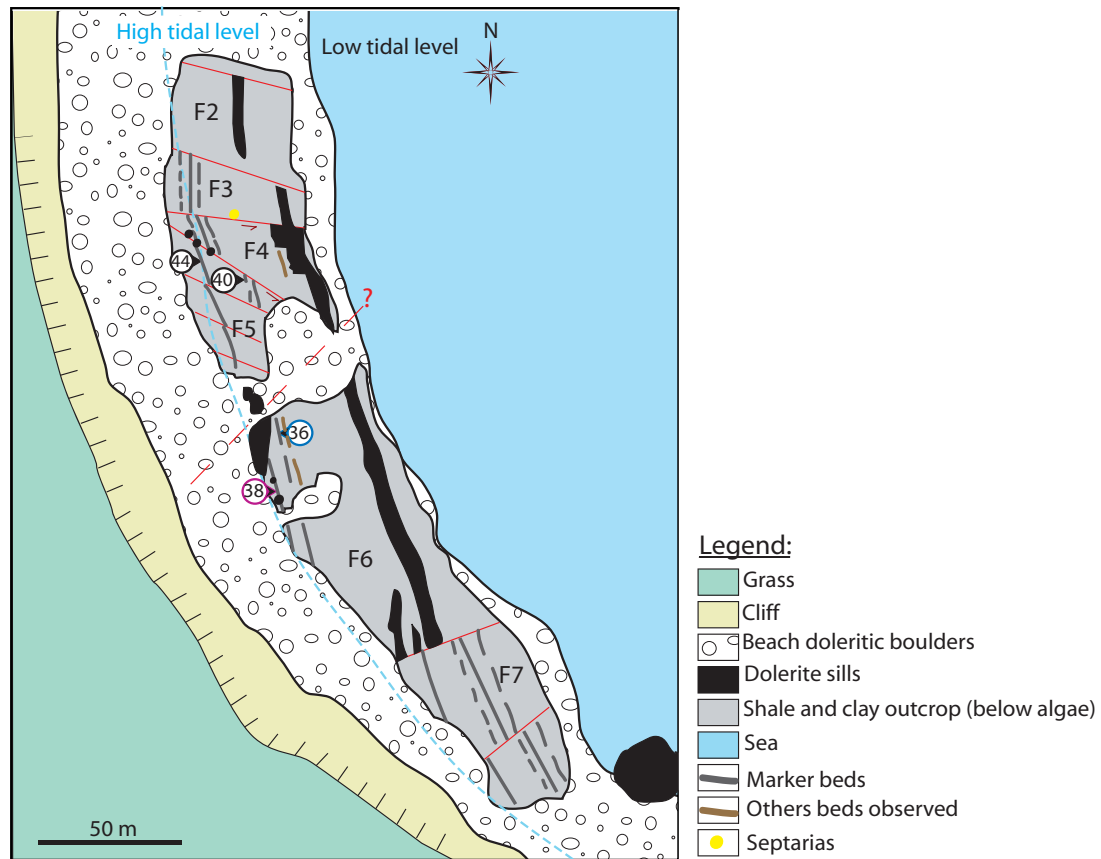 High tidal level
Low tidal level
N
F2
F3
F4
44
40
?
F5
36
38
F6
F7
50 m
Legend:
Grass
Cliff
Beach doleritic boulders
Dolerite sills
Shale and clay outcrop (below algae)
Sea
Marker beds
Others beds observed
Septarias